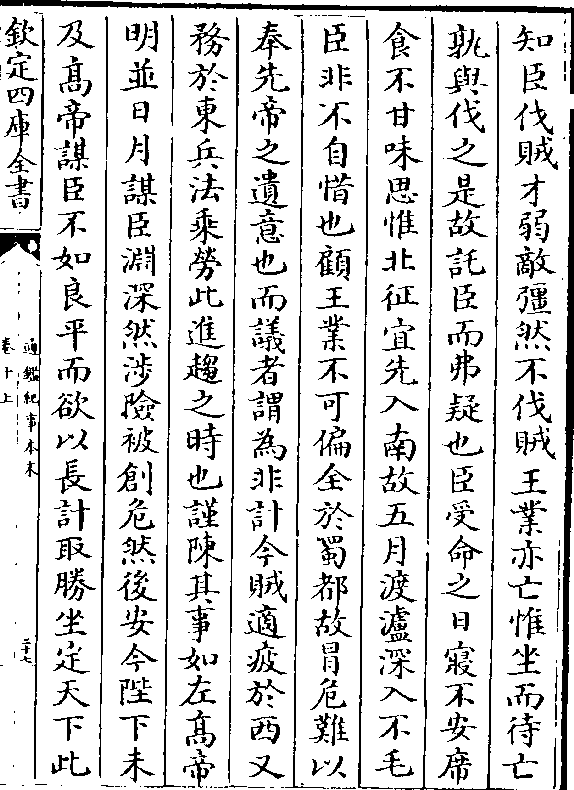 知臣伐賊才弱敵彊然不伐賊王業亦亡惟坐而待亡
孰與伐之是故託臣而弗疑也臣受命之日寢不安席
食不甘味思惟北征宜先入南故五月渡瀘深入不毛
臣非不自惜也顧王業不可偏全於蜀都故冒危難以
奉先帝之遺意也而議者謂為非計今賊適疲於西又
務於東兵法乘勞此進趨之時也謹陳其事如左髙帝
明並日月謀臣淵深然涉險被創危然後安今陛下未
及髙帝謀臣不如良平而欲以長計取勝坐定天下此
欽定四庫全書
通鑑紀事本末
卷十上
二十七